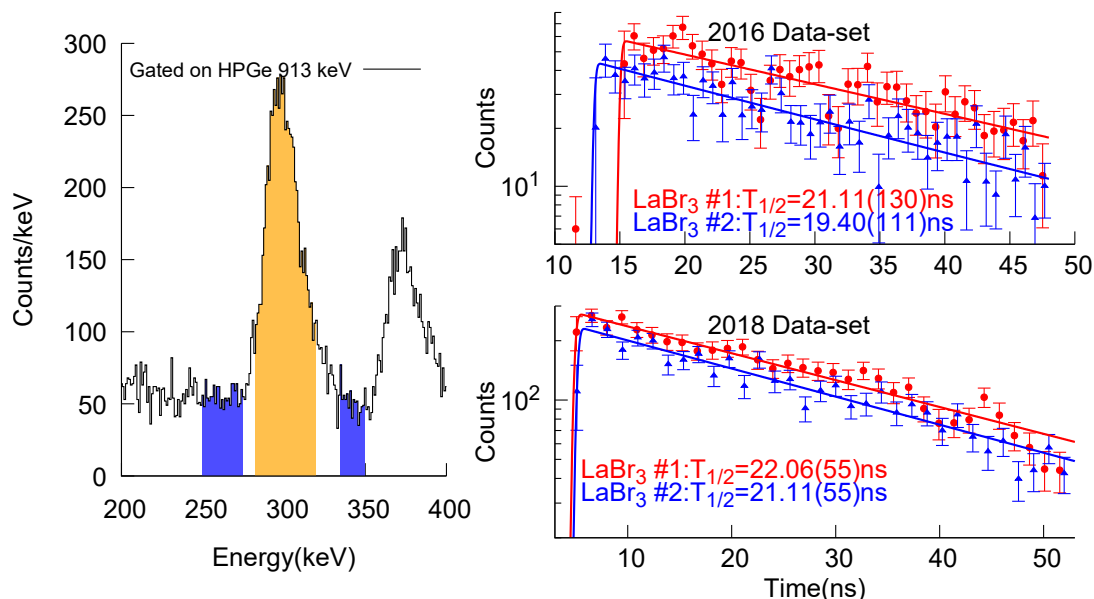 300
250
200
150
100
50
0
Counts/keV
Gated on HPGe 913 keV
200
250
300
350
400
Energy(keV)
2016 Data-set
Counts
10¹
LaBr₃ #1:T₁/₂=21.11(130)ns
LaBr₃ #2:T₁/₂=19.40(111)ns
10
15
20
25
30
35
40
45
50
2018 Data-set
Counts
10²
LaBr₃ #1:T₁/₂=22.06(55)ns
LaBr₃ #2:T₁/₂=21.11(55)ns
10
20
30
40
50
Time(ns)